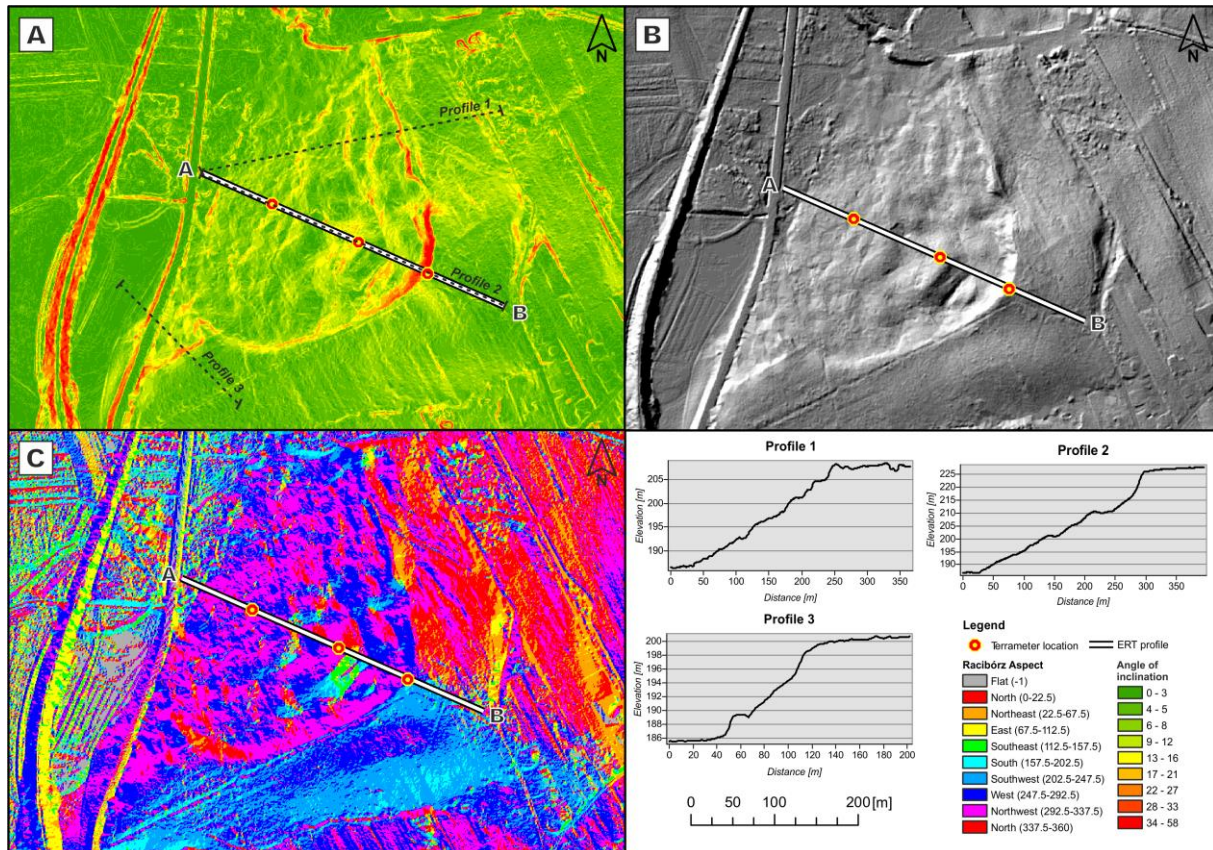 A
N
Profile 1
A
Profile 2
B
Profile 3
B
N
A
B
C
N
A
B
Profile 1
Elevation [m]
205
200
195
190
0 50 100 150 200 250 300 350
Distance [m]
Profile 2
Elevation [m]
225
220
215
210
205
200
195
190
0 50 100 150 200 250 300 350
Distance [m]
Profile 3
Elevation [m]
200
198
196
194
192
190
188
186
0 20 40 60 80 100 120 140 160 180 200
Distance [m]
0 50 100 200 [m]
Legend
Terrameter location
ERT profile
Racibórz Aspect
Flat (-1)
North (0-22.5)
Northeast (22.5-67.5)
East (67.5-112.5)
Southeast (112.5-157.5)
South (157.5-202.5)
Southwest (202.5-247.5)
West (247.5-292.5)
Northwest (292.5-337.5)
North (337.5-360)
Angle of
inclination
0 - 3
4 - 5
6 - 8
9 - 12
13 - 16
17 - 21
22 - 27
28 - 33
34 - 58